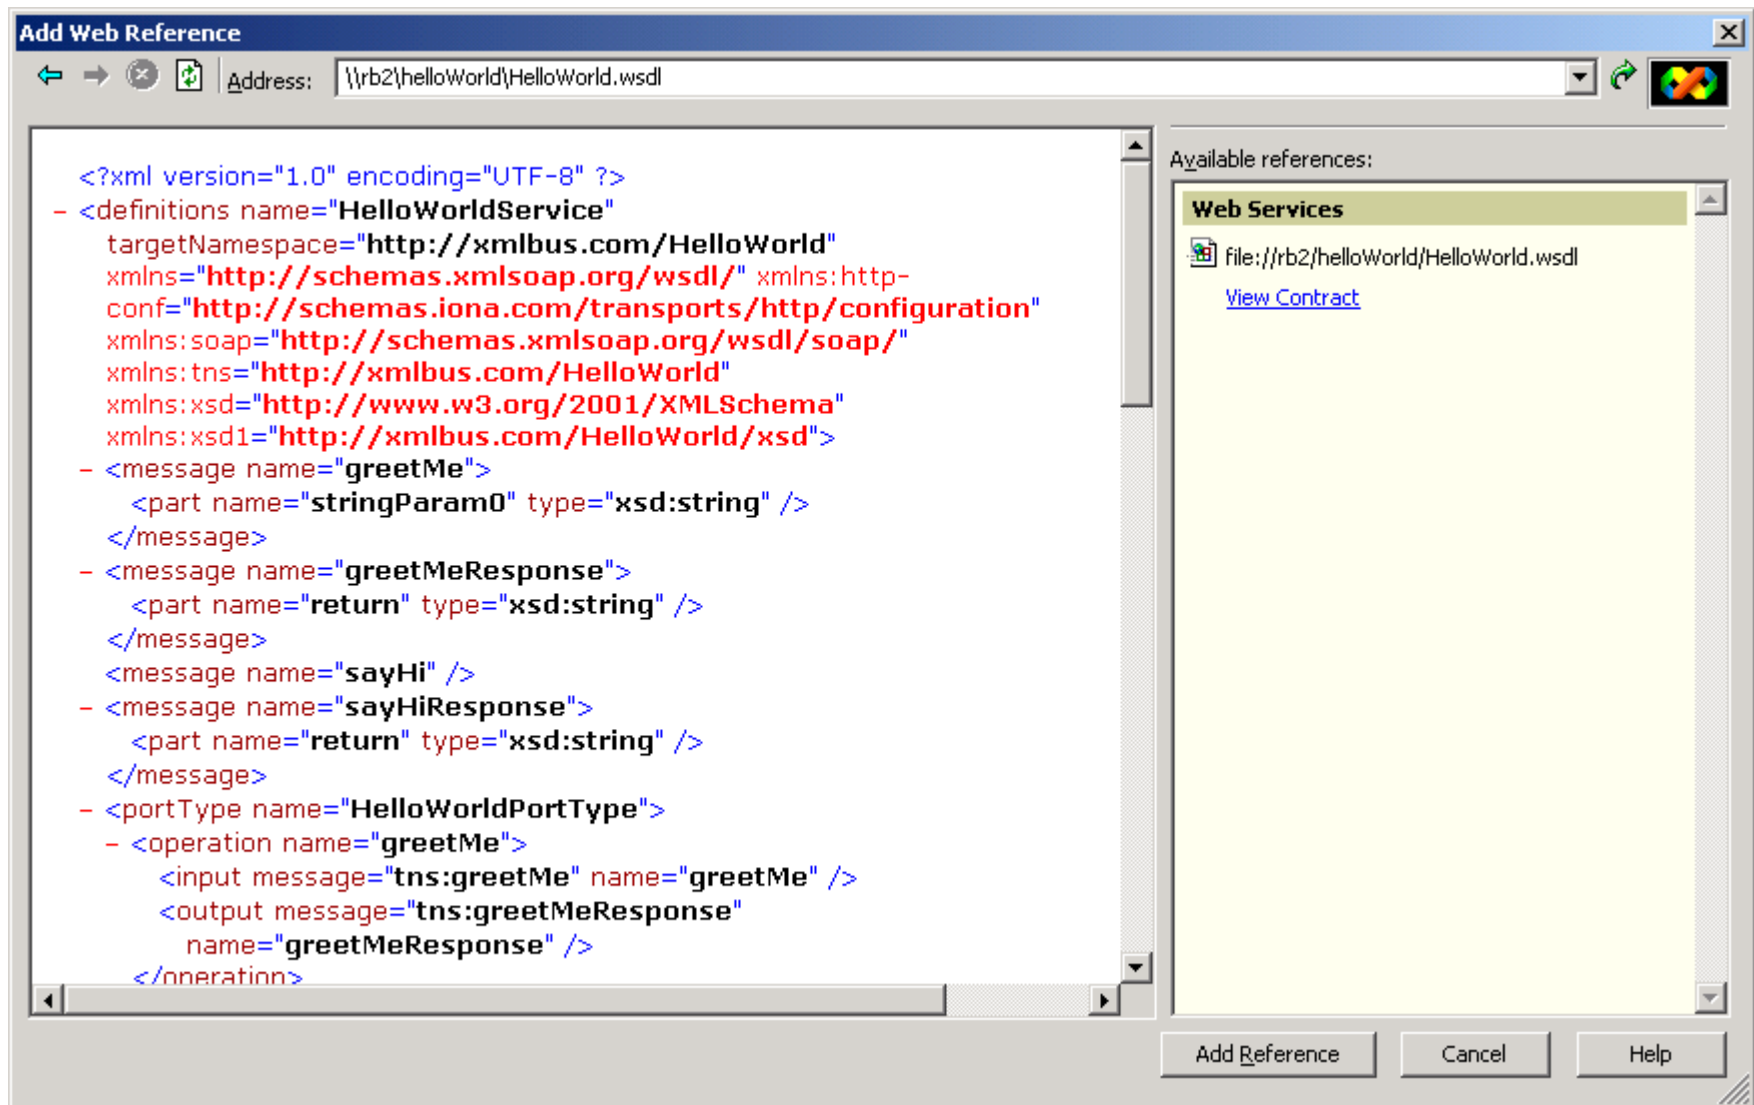 Add Web Reference
Address: \\rb2\helloWorld\HelloWorld.wsdl
<?xml version="1.0" encoding="UTF-8" ?>
- <definitions name="HelloWorldService"
targetNamespace="http://xmlbus.com/HelloWorld"
xmlns="http://schemas.xmlsoap.org/wsdl/" xmlns:http-
conf="http://schemas.iona.com/transports/http/configuration"
xmlns:soap="http://schemas.xmlsoap.org/wsdl/soap/"
xmlns:tns="http://xmlbus.com/HelloWorld"
xmlns:xsd="http://www.w3.org/2001/XMLSchema"
xmlns:xsd1="http://xmlbus.com/HelloWorld/xsd">
- <message name="greetMe">
<part name="stringParam0" type="xsd:string" />
</message>
- <message name="greetMeResponse">
<part name="return" type="xsd:string" />
</message>
<message name="sayHi" />
- <message name="sayHiResponse">
<part name="return" type="xsd:string" />
</message>
- <portType name="HelloWorldPortType">
- <operation name="greetMe">
<input message="tns:greetMe" name="greetMe" />
<output message="tns:greetMeResponse"
name="greetMeResponse" />
</operation>
Available references:
Web Services
file://rb2/helloWorld/HelloWorld.wsdl
View Contract
Add Reference
Cancel
Help